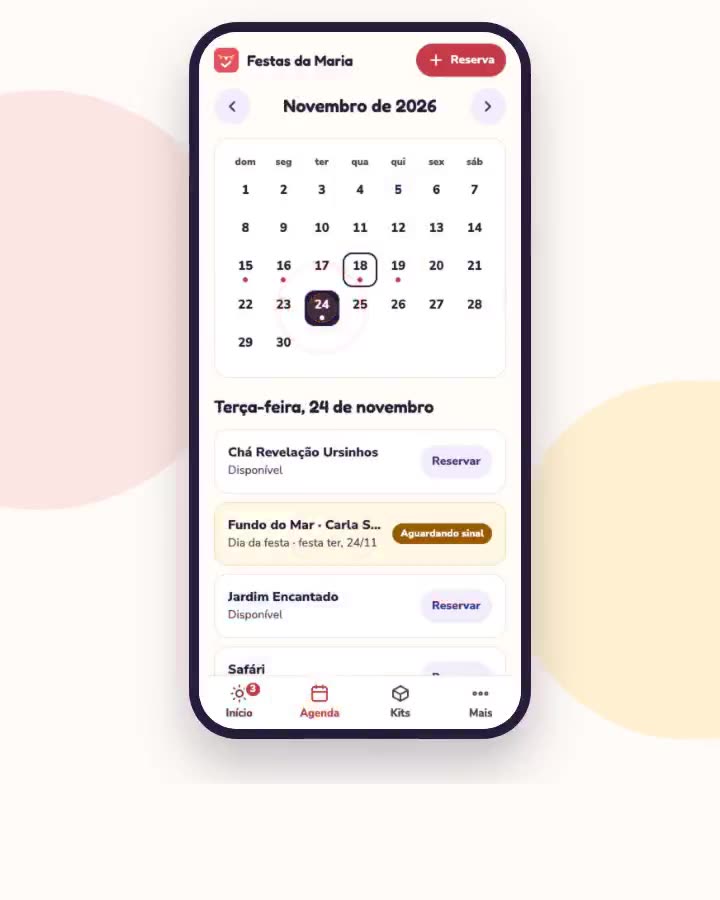 Festas da Maria
+ Reserva
Novembro de 2026
dom seg ter qua qui sex sáb
1 2 3 4 5 6 7
8 9 10 11 12 13 14
15 16 17 18 19 20 21
22 23 24 25 26 27 28
29 30
Terça-feira, 24 de novembro
Chá Revelação Ursinhos
Disponível
Reservar
Fundo do Mar · Carla S...
Dia da festa · festa ter, 24/11
Aguardando sinal
Jardim Encantado
Disponível
Reservar
Safári
3
Início Agenda Kits Mais